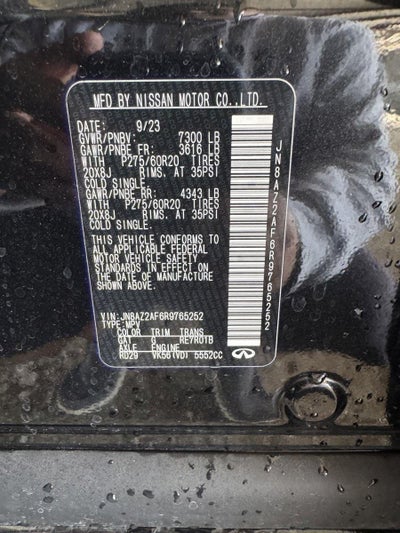 MFD BY NISSAN MOTOR CO.,LTD.
DATE: 9/23
GVWR/PNBV: 7300 LB
GAWR/PNBE FR: 3616 LB
WITH P275/60R20 TIRES
20X8J RIMS. AT 35PSI
COLD SINGLE.
GAWR/PNBE RR: 4343 LB
WITH P275/60R20 TIRES
20X8J RIMS. AT 35PSI
COLD SINGLE.
THIS VEHICLE CONFORMS TO
ALL APPLICABLE FEDERAL
MOTOR VEHICLE SAFETY
STANDARDS IN EFFECT ON
THE DATE OF MANUFACTURE
SHOWN ABOVE.
VIN: JN8AZ2AF6R9765252
TYPE: MPV
COLOR TRIM TRANS
GAT G RE7R01B
AXLE ENGINE
RD29 VK56(VD) 5552CC
JN8AZ2AF6R9765252
INFINITI